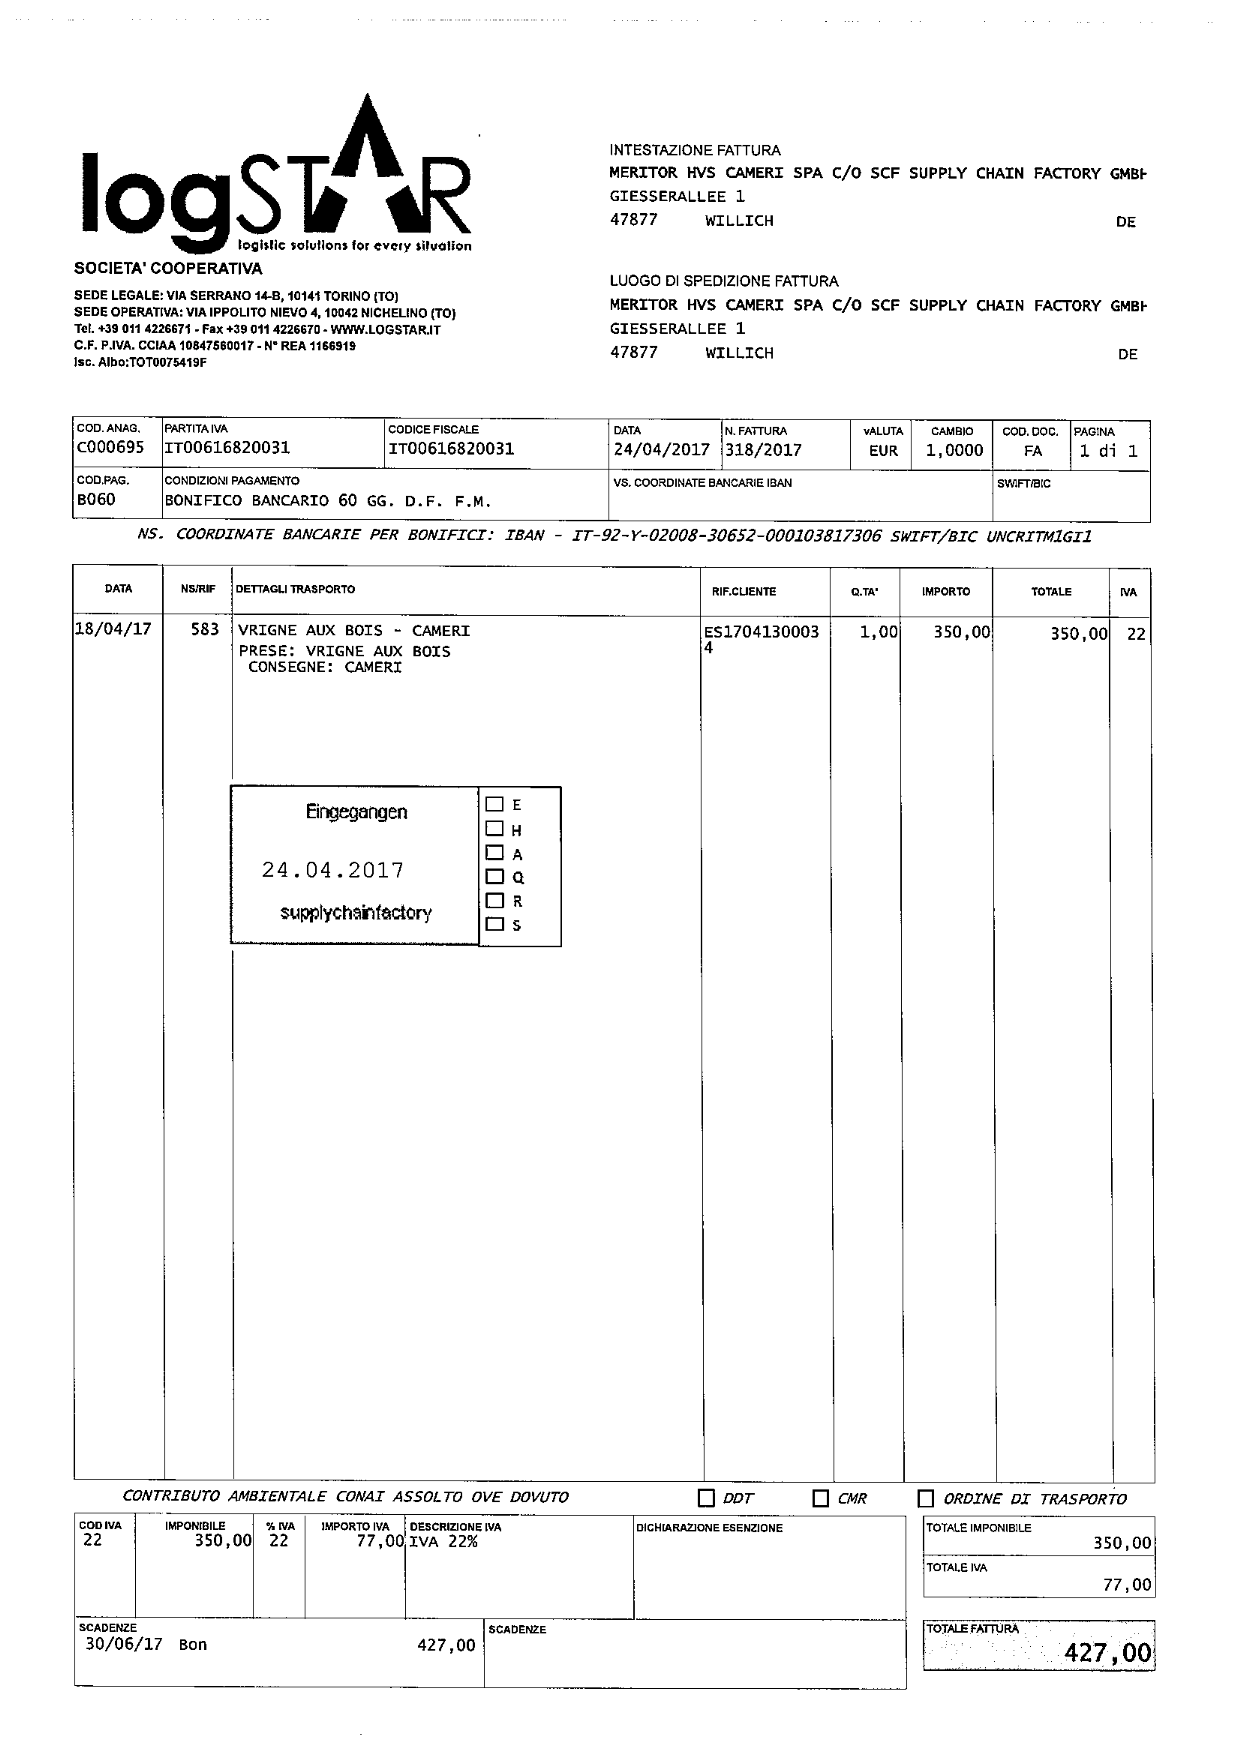 logSTAR
logistic solutions for every situation
SOCIETA' COOPERATIVA
SEDE LEGALE: VIA SERRANO 14-B, 10141 TORINO (TO)
SEDE OPERATIVA: VIA IPPOLITO NIEVO 4, 10042 NICHELINO (TO)
Tel. +39 011 4226671 - Fax +39 011 4226670 - WWW.LOGSTAR.IT
C.F. P.IVA. CCIAA 10847560017 - N° REA 1166919
Isc. Albo:TOT0075419F
INTESTAZIONE FATTURA
MERITOR HVS CAMERI SPA C/O SCF SUPPLY CHAIN FACTORY GMBH
GIESSERALLEE 1
47877 WILLICH DE
LUOGO DI SPEDIZIONE FATTURA
MERITOR HVS CAMERI SPA C/O SCF SUPPLY CHAIN FACTORY GMBH
GIESSERALLEE 1
47877 WILLICH DE
COD. ANAG. PARTITA IVA CODICE FISCALE DATA N. FATTURA VALUTA CAMBIO COD. DOC. PAGINA
C000695 IT00616820031 IT00616820031 24/04/2017 318/2017 EUR 1,0000 FA 1 di 1
COD.PAG. CONDIZIONI PAGAMENTO VS. COORDINATE BANCARIE IBAN SWIFT/BIC
B060 BONIFICO BANCARIO 60 GG. D.F. F.M.
NS. COORDINATE BANCARIE PER BONIFICI: IBAN - IT-92-Y-02008-30652-000103817306 SWIFT/BIC UNCRITM1GI1
DATA NS/RIF DETTAGLI TRASPORTO RIF.CLIENTE Q.TA' IMPORTO TOTALE IVA
18/04/17 583 VRIGNE AUX BOIS - CAMERI ES1704130003 1,00 350,00 350,00 22
PRESE: VRIGNE AUX BOIS 4
CONSEGNE: CAMERI
Eingegangen
24.04.2017
supplychainfactory
E
H
A
Q
R
S
CONTRIBUTO AMBIENTALE CONAI ASSOLTO OVE DOVUTO DDT CMR ORDINE DI TRASPORTO
COD IVA IMPONIBILE % IVA IMPORTO IVA DESCRIZIONE IVA DICHIARAZIONE ESENZIONE
22 350,00 22 77,00 IVA 22%
TOTALE IMPONIBILE
350,00
TOTALE IVA
77,00
SCADENZE SCADENZE
30/06/17 Bon 427,00
TOTALE FATTURA
427,00